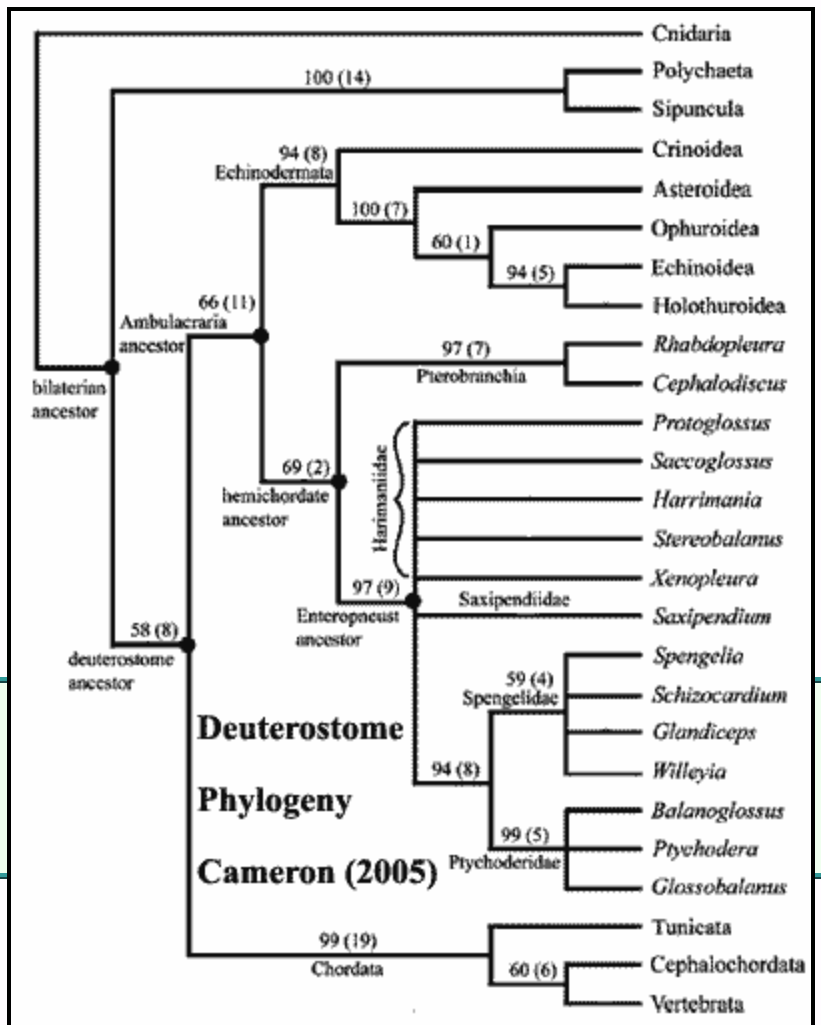 Cnidaria
Polychaeta
100 (14)
Sipuncula
94 (8)
Crinoidea
Echinodermata
Asteroidea
100 (7)
Ophuroidea
60 (1)
Echinoidea
94 (5)
Holothuroidea
66 (11)
Ambulacraria
ancestor
Rhabdopleura
97 (7)
Pterobranchia
Cephalodiscus
bilaterian
ancestor
Protoglossus
Saccoglossus
69 (2)
hemichordate
ancestor
Harimaniidae
Harrimania
Stereobalanus
Xenopleura
97 (9)
Saxipendiidae
Enteropneust
ancestor
Saxipendium
58 (8)
deuterostome
ancestor
Spengelia
59 (4)
Spengelidae
Schizocardium
Glandiceps
Willeyia
94 (8)
Deuterostome
Phylogeny
Cameron (2005)
Balanoglossus
99 (5)
Ptychoderidae
Ptychodera
Glossobalanus
Tunicata
99 (19)
Chordata
Cephalochordata
60 (6)
Vertebrata